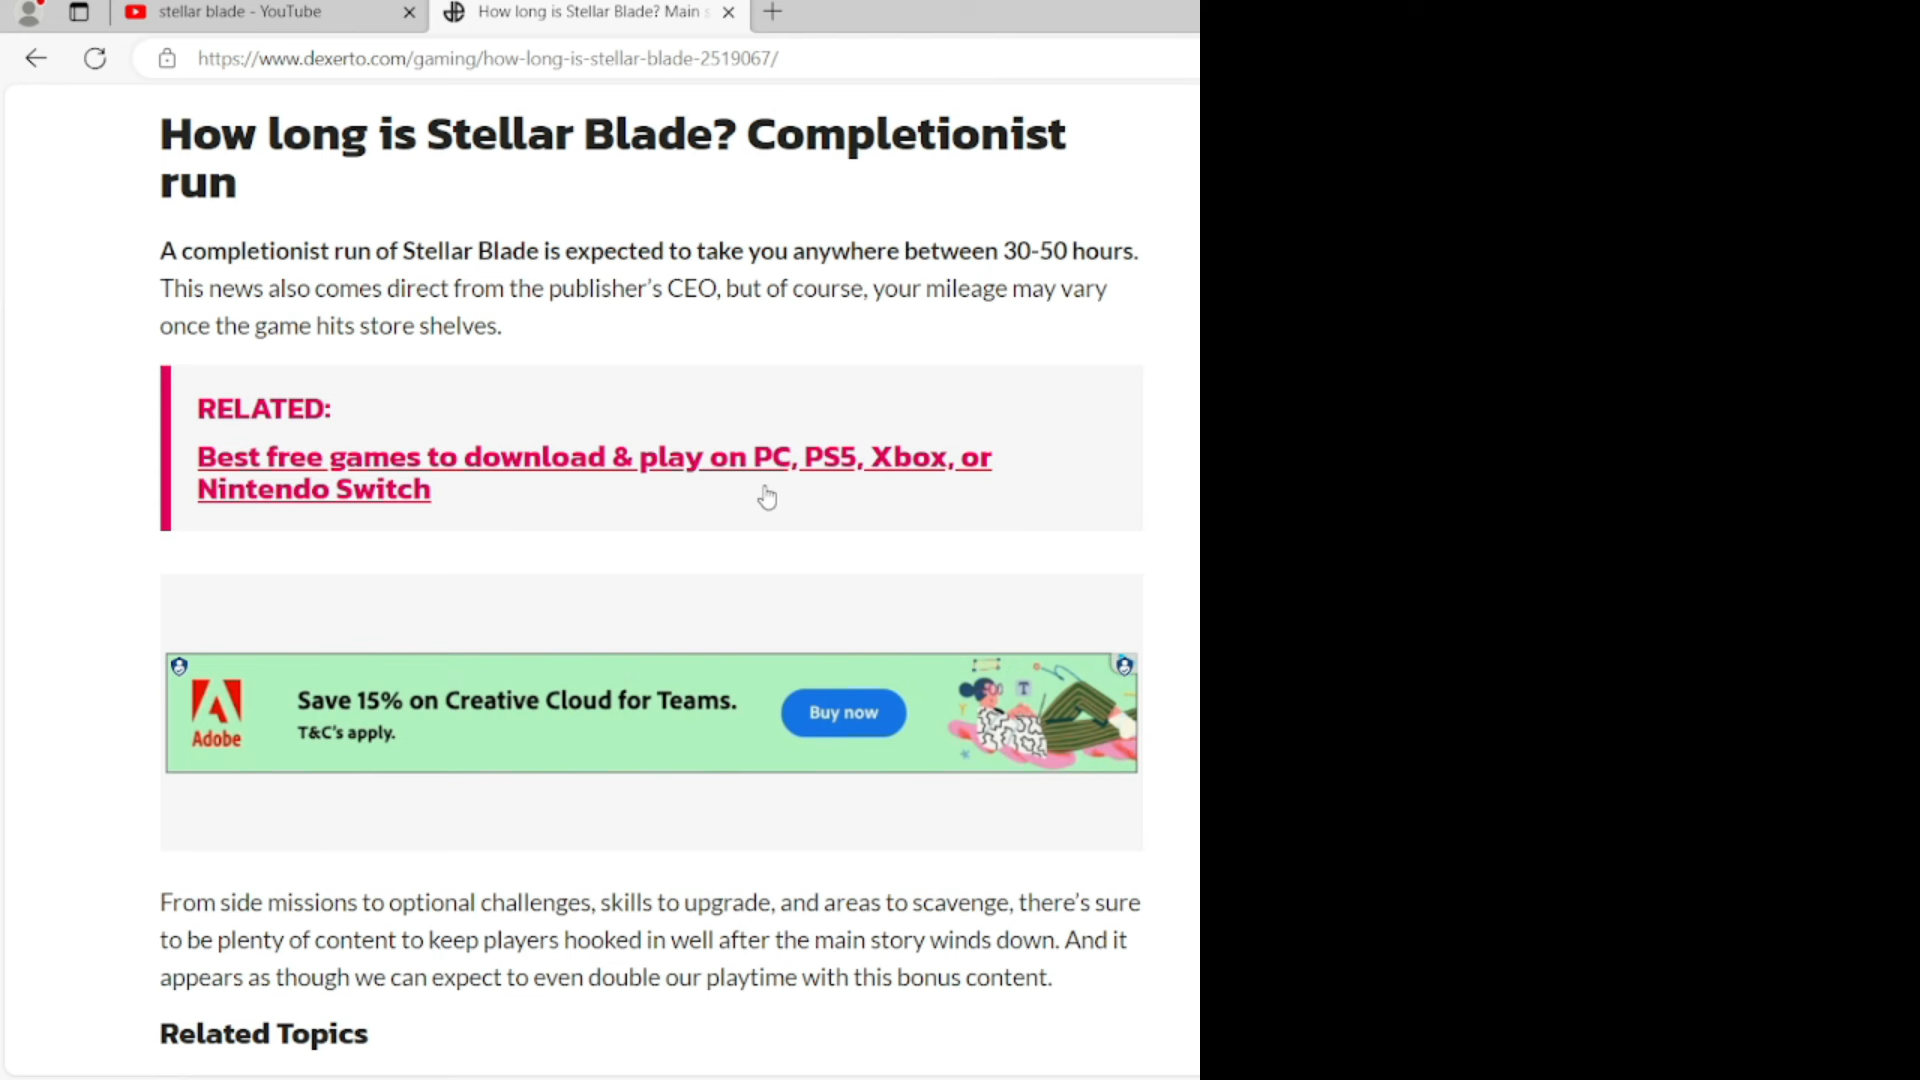 stellar blade - YouTube
How long is Stellar Blade? Main
https://www.dexerto.com/gaming/how-long-is-stellar-blade-2519067/
How long is Stellar Blade? Completionist
run
A completionist run of Stellar Blade is expected to take you anywhere between 30-50 hours.
This news also comes direct from the publisher's CEO, but of course, your mileage may vary
once the game hits store shelves.
RELATED:
Best free games to download & play on PC, PS5, Xbox, or
Nintendo Switch
Adobe
Save 15% on Creative Cloud for Teams.
T&C's apply.
Buy now
T
From side missions to optional challenges, skills to upgrade, and areas to scavenge, there's sure
to be plenty of content to keep players hooked in well after the main story winds down. And it
appears as though we can expect to even double our playtime with this bonus content.
Related Topics